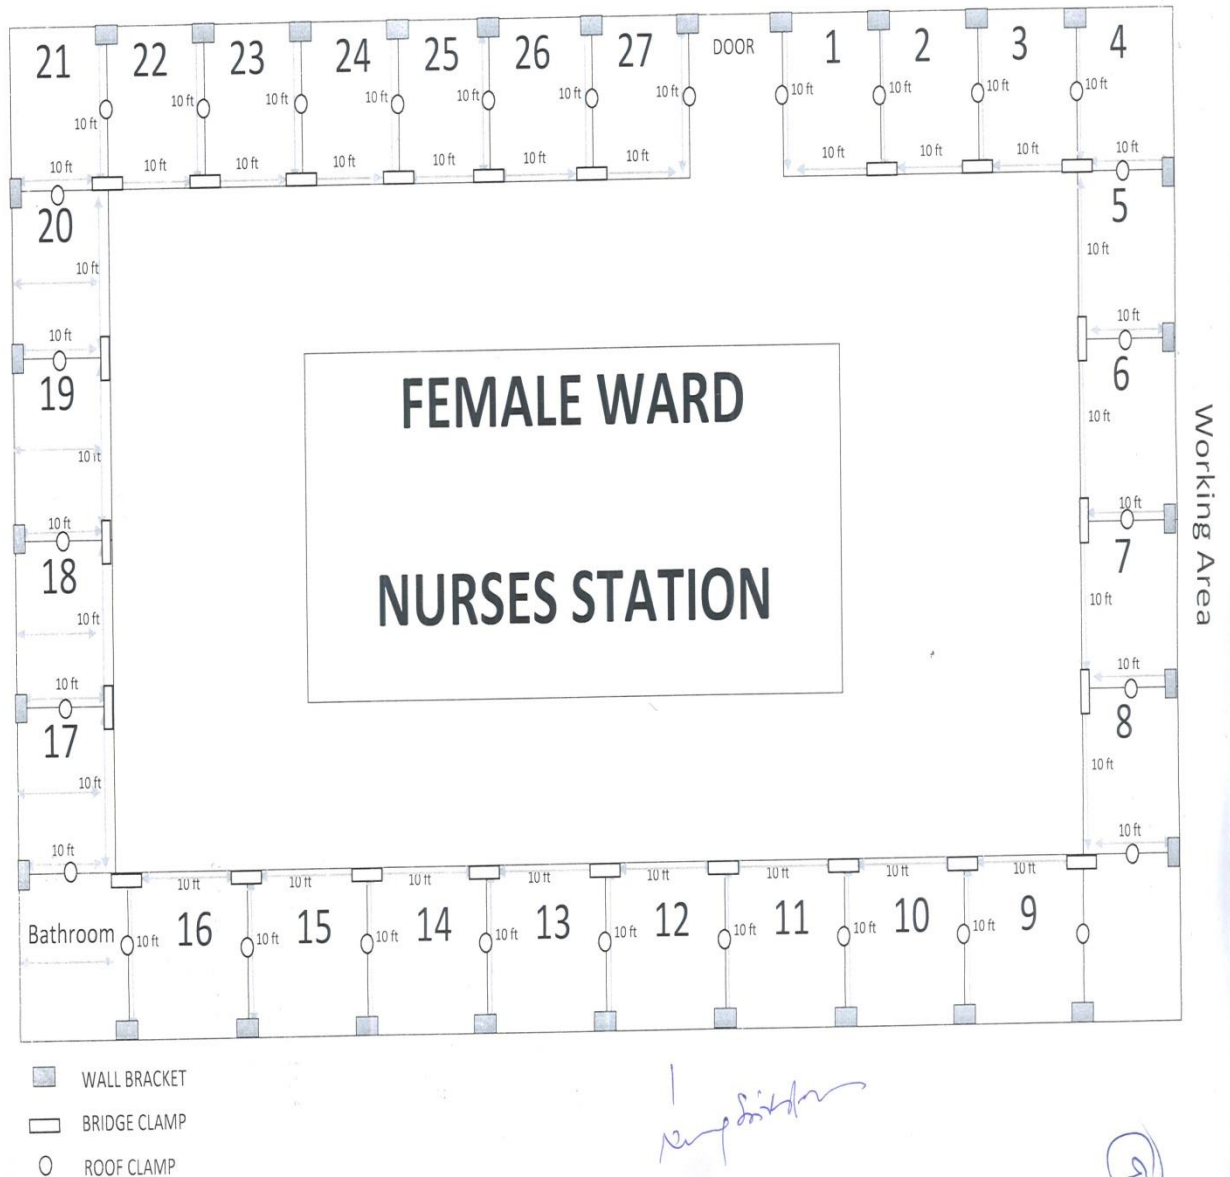 21 22 23 24 25 26 27 DOOR 1 2 3 4
10 ft 10 ft 10 ft 10 ft 10 ft 10 ft 10 ft 10 ft 10 ft 10 ft 10 ft
10 ft 10 ft 10 ft 10 ft 10 ft 10 ft 10 ft 10 ft 10 ft 10 ft 10 ft
20 5
10 ft 10 ft
10 ft 10 ft
19 6
10 ft 10 ft
FEMALE WARD
NURSES STATION
Working Area
10 ft 10 ft
18 7
10 ft 10 ft
10 ft 10 ft
17 8
10 ft 10 ft
10 ft 10 ft
10 ft 10 ft 10 ft 10 ft 10 ft 10 ft 10 ft 10 ft
Bathroom 10 ft 16 10 ft 15 10 ft 14 10 ft 13 10 ft 12 10 ft 11 10 ft 10 10 ft 9
WALL BRACKET
BRIDGE CLAMP
ROOF CLAMP